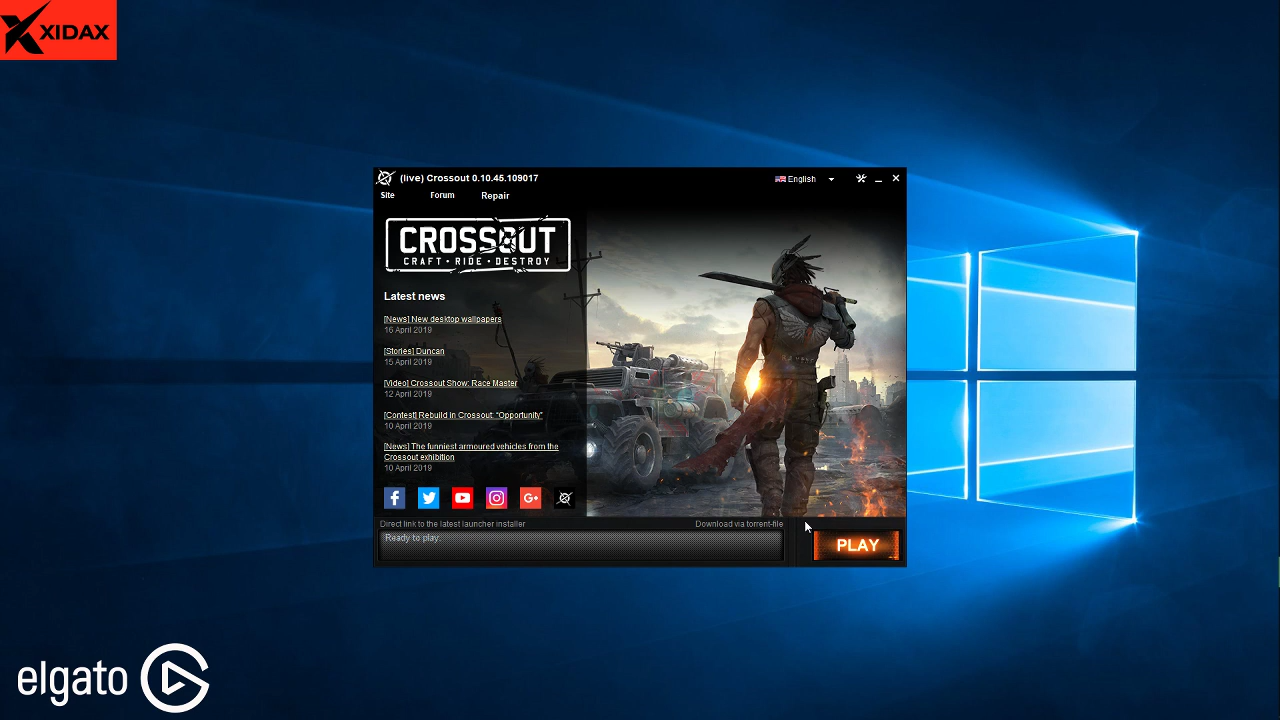 XIDAX
(live) Crossout 0.10.45.109017
English
Site
Forum
Repair
CROSSOUT
CRAFT • RIDE • DESTROY
Latest news
[News] New desktop wallpapers
16 April 2019
[Stories] Duncan
15 April 2019
[Video] Crossout Show: Race Master
12 April 2019
[Contest] Rebuild in Crossout: "Opportunity"
10 April 2019
[News] The funniest armoured vehicles from the
Crossout exhibition
10 April 2019
Direct link to the latest launcher installer
Download via torrent-file
Ready to play.
PLAY
elgato